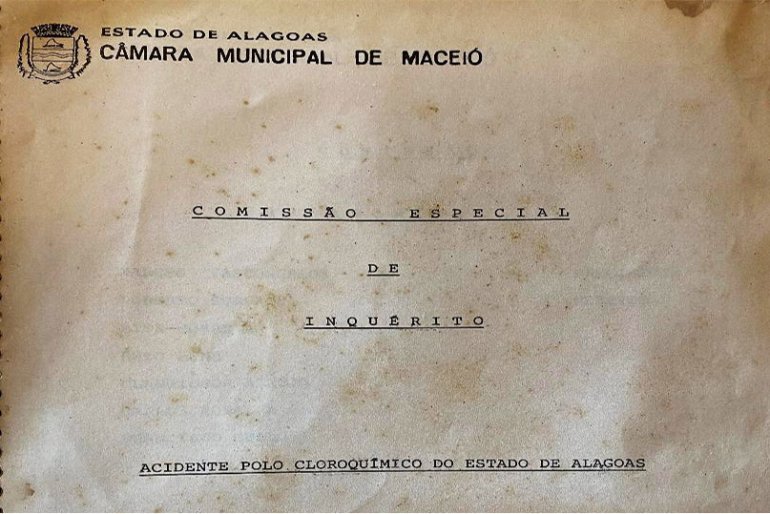 ESTADO DE ALAGOAS
CÂMARA MUNICIPAL DE MACEIÓ
COMISSÃO ESPECIAL
DE
INQUÉRITO
ACIDENTE POLO CLOROQUÍMICO DO ESTADO DE ALAGOAS